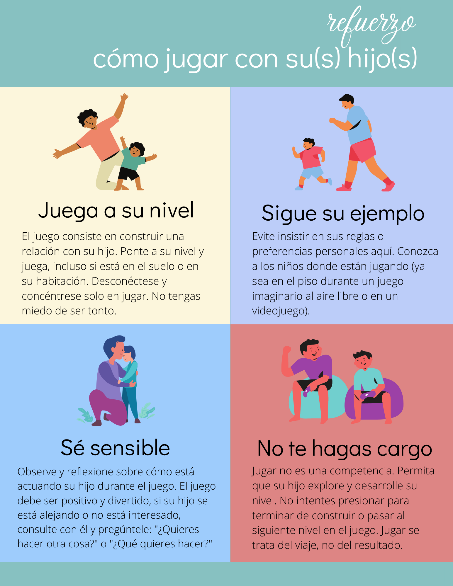 refuerzo
cómo jugar con su(s) hijo(s)
Juega a su nivel
El juego consiste en construir una
relación con su hijo. Ponte a su nivel y
juega, incluso si está en el suelo o en
su habitación. Desconéctese y
concéntrese solo en jugar. No tengas
miedo de ser tonto.
Sigue su ejemplo
Evite insistir en sus reglas o
preferencias personales aquí. Conozca
a los niños donde están jugando (ya
sea en el piso durante un juego
imaginario al aire libre o en un
videojuego).
Sé sensible
Observe y reflexione sobre cómo está
actuando su hijo durante el juego. El juego
debe ser positivo y divertido, si su hijo se
está alejando o no está interesado,
consulte con él y pregúntele: "¿Quieres
hacer otra cosa?" o "¿Qué quieres hacer?"
No te hagas cargo
Jugar no es una competencia. Permita
que su hijo explore y desarrolle su
nivel. No intentes presionar para
terminar de construir o pasar al
siguiente nivel en el juego. Jugar se
trata del viaje, no del resultado.